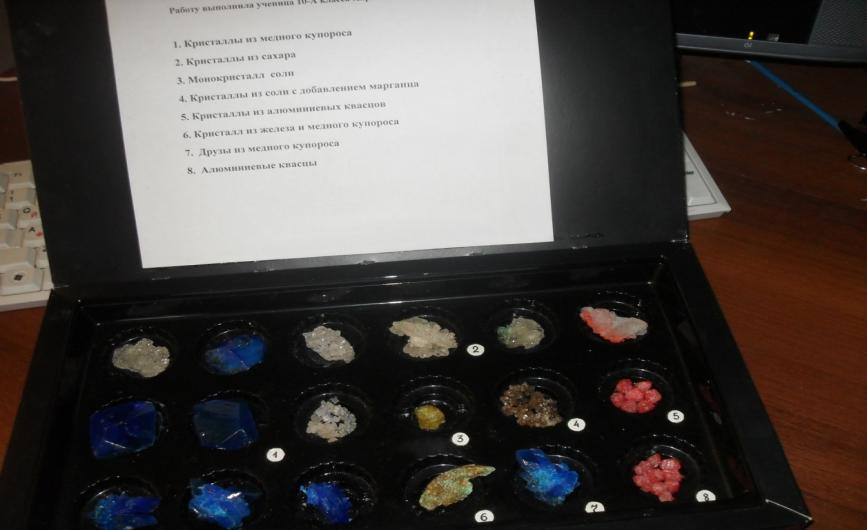 Работу выполнила ученица 10-А класса
1. Кристаллы из медного купороса
2. Кристаллы из сахара
3. Монокристалл соли
4. Кристаллы из соли с добавлением марганца
5. Кристаллы из алюминиевых квасцов
6. Кристалл из железа и медного купороса
7. Друзы из медного купороса
8. Алюминиевые квасцы
2
1
3
4
5
6
7
8